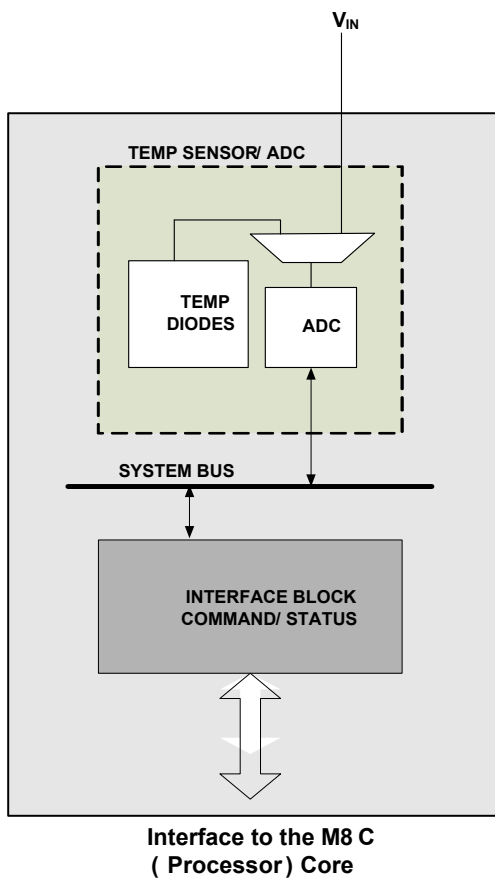 VIN
TEMP SENSOR/ ADC
TEMP
DIODES
ADC
SYSTEM BUS
INTERFACE BLOCK
COMMAND/ STATUS
Interface to the M8 C
( Processor) Core